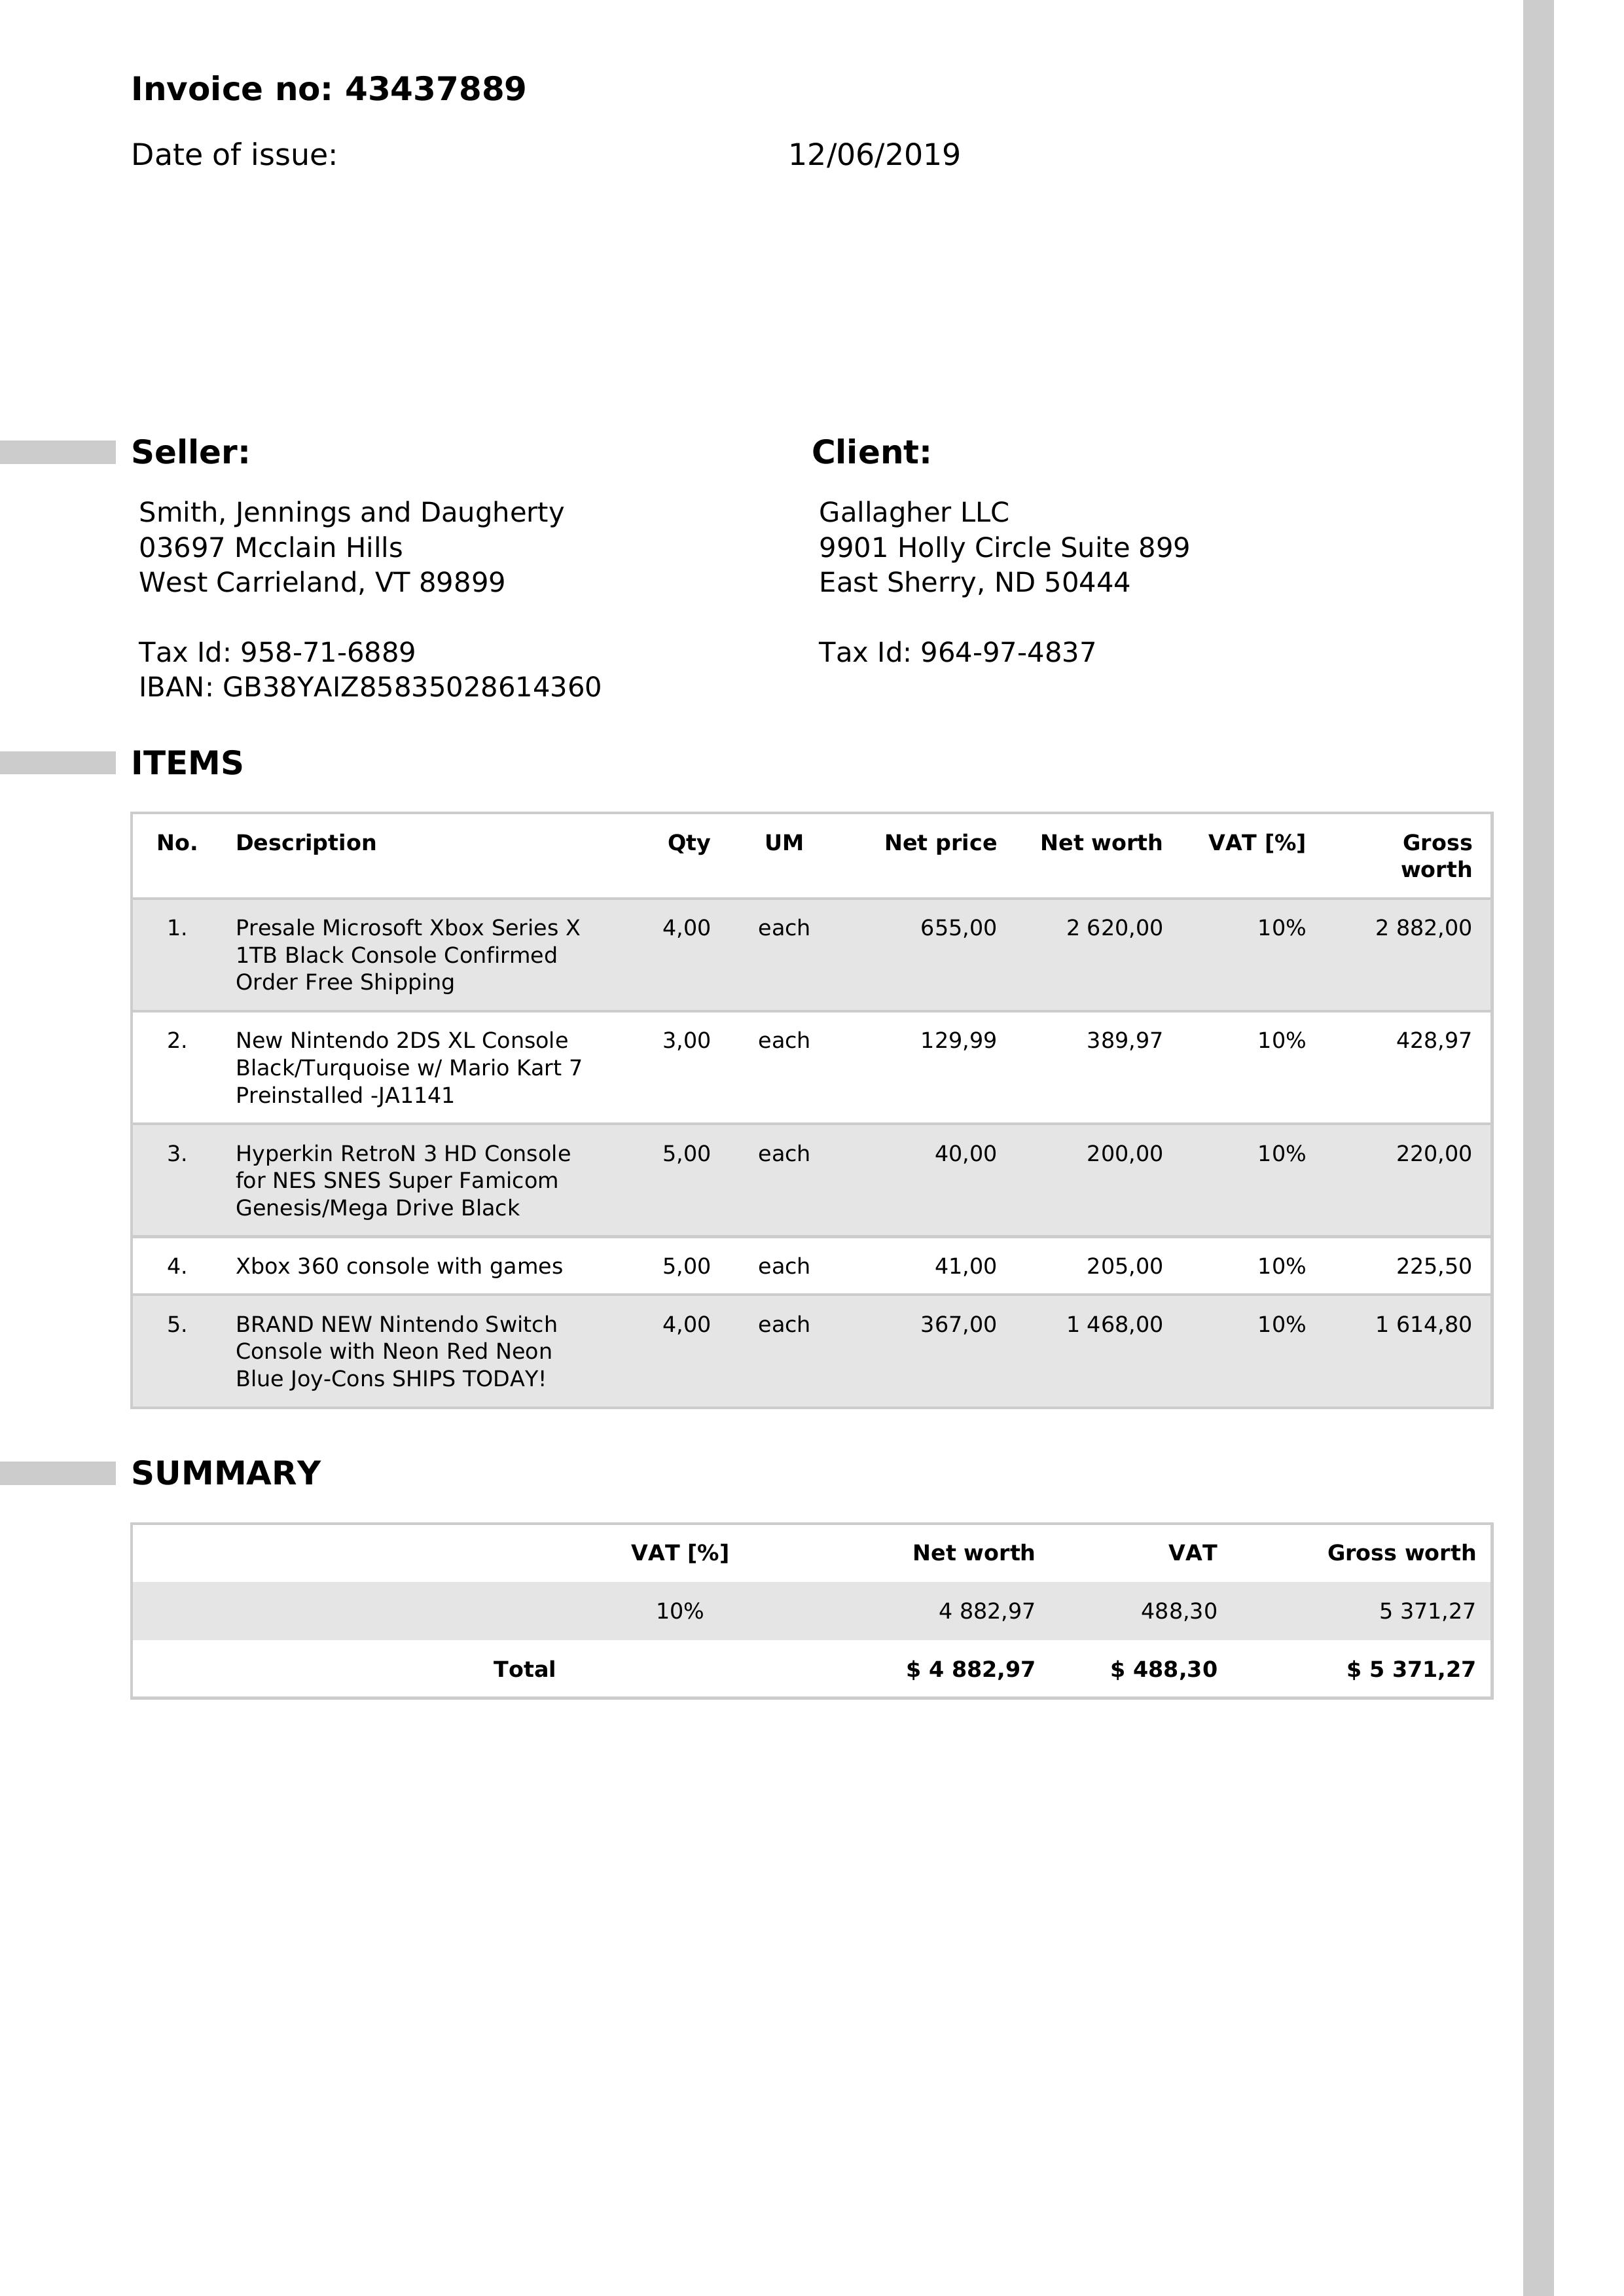 Invoice no: 43437889
Date of issue: 12/06/2019
Seller: Client:
Smith, Jennings and Daugherty Gallagher LLC
03697 Mcclain Hills 9901 Holly Circle Suite 899
West Carrieland, VT 89899 East Sherry, ND 50444
Tax Id: 958-71-6889 Tax Id: 964-97-4837
IBAN: GB38YAIZ85835028614360
ITEMS
No. Description Qty UM Net price Net worth VAT [%] Gross
worth
1. Presale Microsoft Xbox Series X 4,00 each 655,00 2 620,00 10% 2 882,00
1TB Black Console Confirmed
Order Free Shipping
2. New Nintendo 2DS XL Console 3,00 each 129,99 389,97 10% 428,97
Black/Turquoise w/ Mario Kart 7
Preinstalled -JA1141
3. Hyperkin RetroN 3 HD Console 5,00 each 40,00 200,00 10% 220,00
for NES SNES Super Famicom
Genesis/Mega Drive Black
4. Xbox 360 console with games 5,00 each 41,00 205,00 10% 225,50
5. BRAND NEW Nintendo Switch 4,00 each 367,00 1 468,00 10% 1 614,80
Console with Neon Red Neon
Blue Joy-Cons SHIPS TODAY!
SUMMARY
VAT [%] Net worth VAT Gross worth
10% 4 882,97 488,30 5 371,27
Total $ 4 882,97 $ 488,30 $ 5 371,27